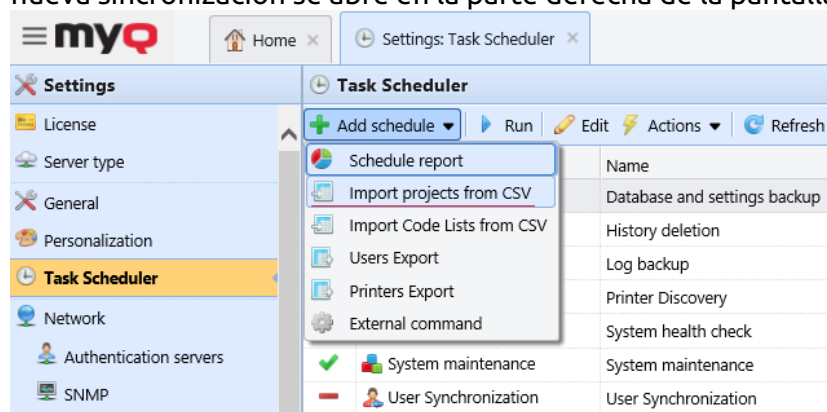 nueva sincronización se abre en la parte derecha de la pantalla
myQ
Home
Settings: Task Scheduler
Settings
Task Scheduler
License
Add schedule
Run
Edit
Actions
Refresh
Server type
Schedule report
Name
General
Import projects from CSV
Database and settings backup
Personalization
Import Code Lists from CSV
History deletion
Task Scheduler
Users Export
Log backup
Network
Printers Export
Printer Discovery
Authentication servers
External command
System health check
System maintenance
System maintenance
SNMP
User Synchronization
User Synchronization